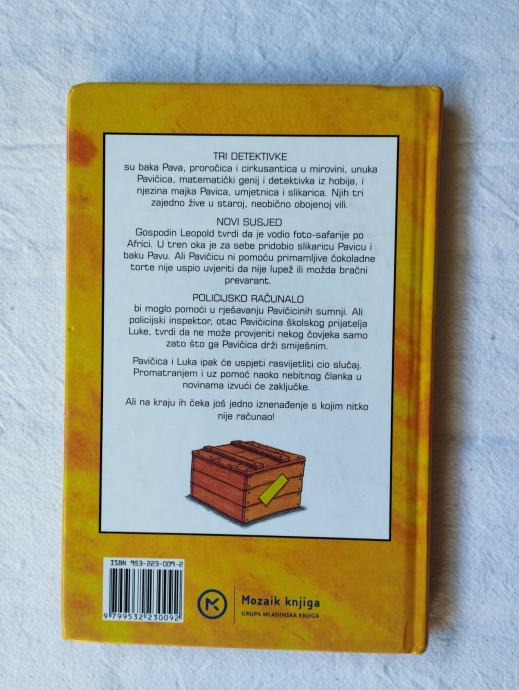 TRI DETEKTIVKE
su baka Pava, proročica i cirkusantica u mirovini, unuka
Pavičica, matematički genij i detektivka iz hobija, i
njezina majka Pavica, umjetnica i slikarica. Njih tri
zajedno žive u staroj, neobično obojenoj vili.
NOVI SUSJED
Gospodin Leopold tvrdi da je vodio foto-safarije po
Africi. U tren oka je za sebe pridobio slikaricu Pavicu i
baku Pavu. Ali Pavičicu ni pomoću primamljive čokoladne
torte nije uspio uvjeriti da nije lupež ili možda bračni
prevarant.
POLICIJSKO RAČUNALO
bi moglo pomoći u rješavanju Pavičicinih sumnji. Ali
policijski inspektor, otac Pavičicina školskog prijatelja
Luke, tvrdi da ne može provjeriti nekog čovjeka samo
zato što ga Pavičica drži smiješnim.
Pavičica i Luka ipak će uspjeti rasvijetliti cio slučaj.
Promatranjem i uz pomoć naoko nebitnog članka u
novinama izvući će zaključke.
Ali na kraju ih čeka još jedno iznenađenje s kojim nitko
nije računao!
ISBN 953-223-009-2
9 799532 230092
Mozaik knjiga
GRUPA MLADINSKA KNJIGA